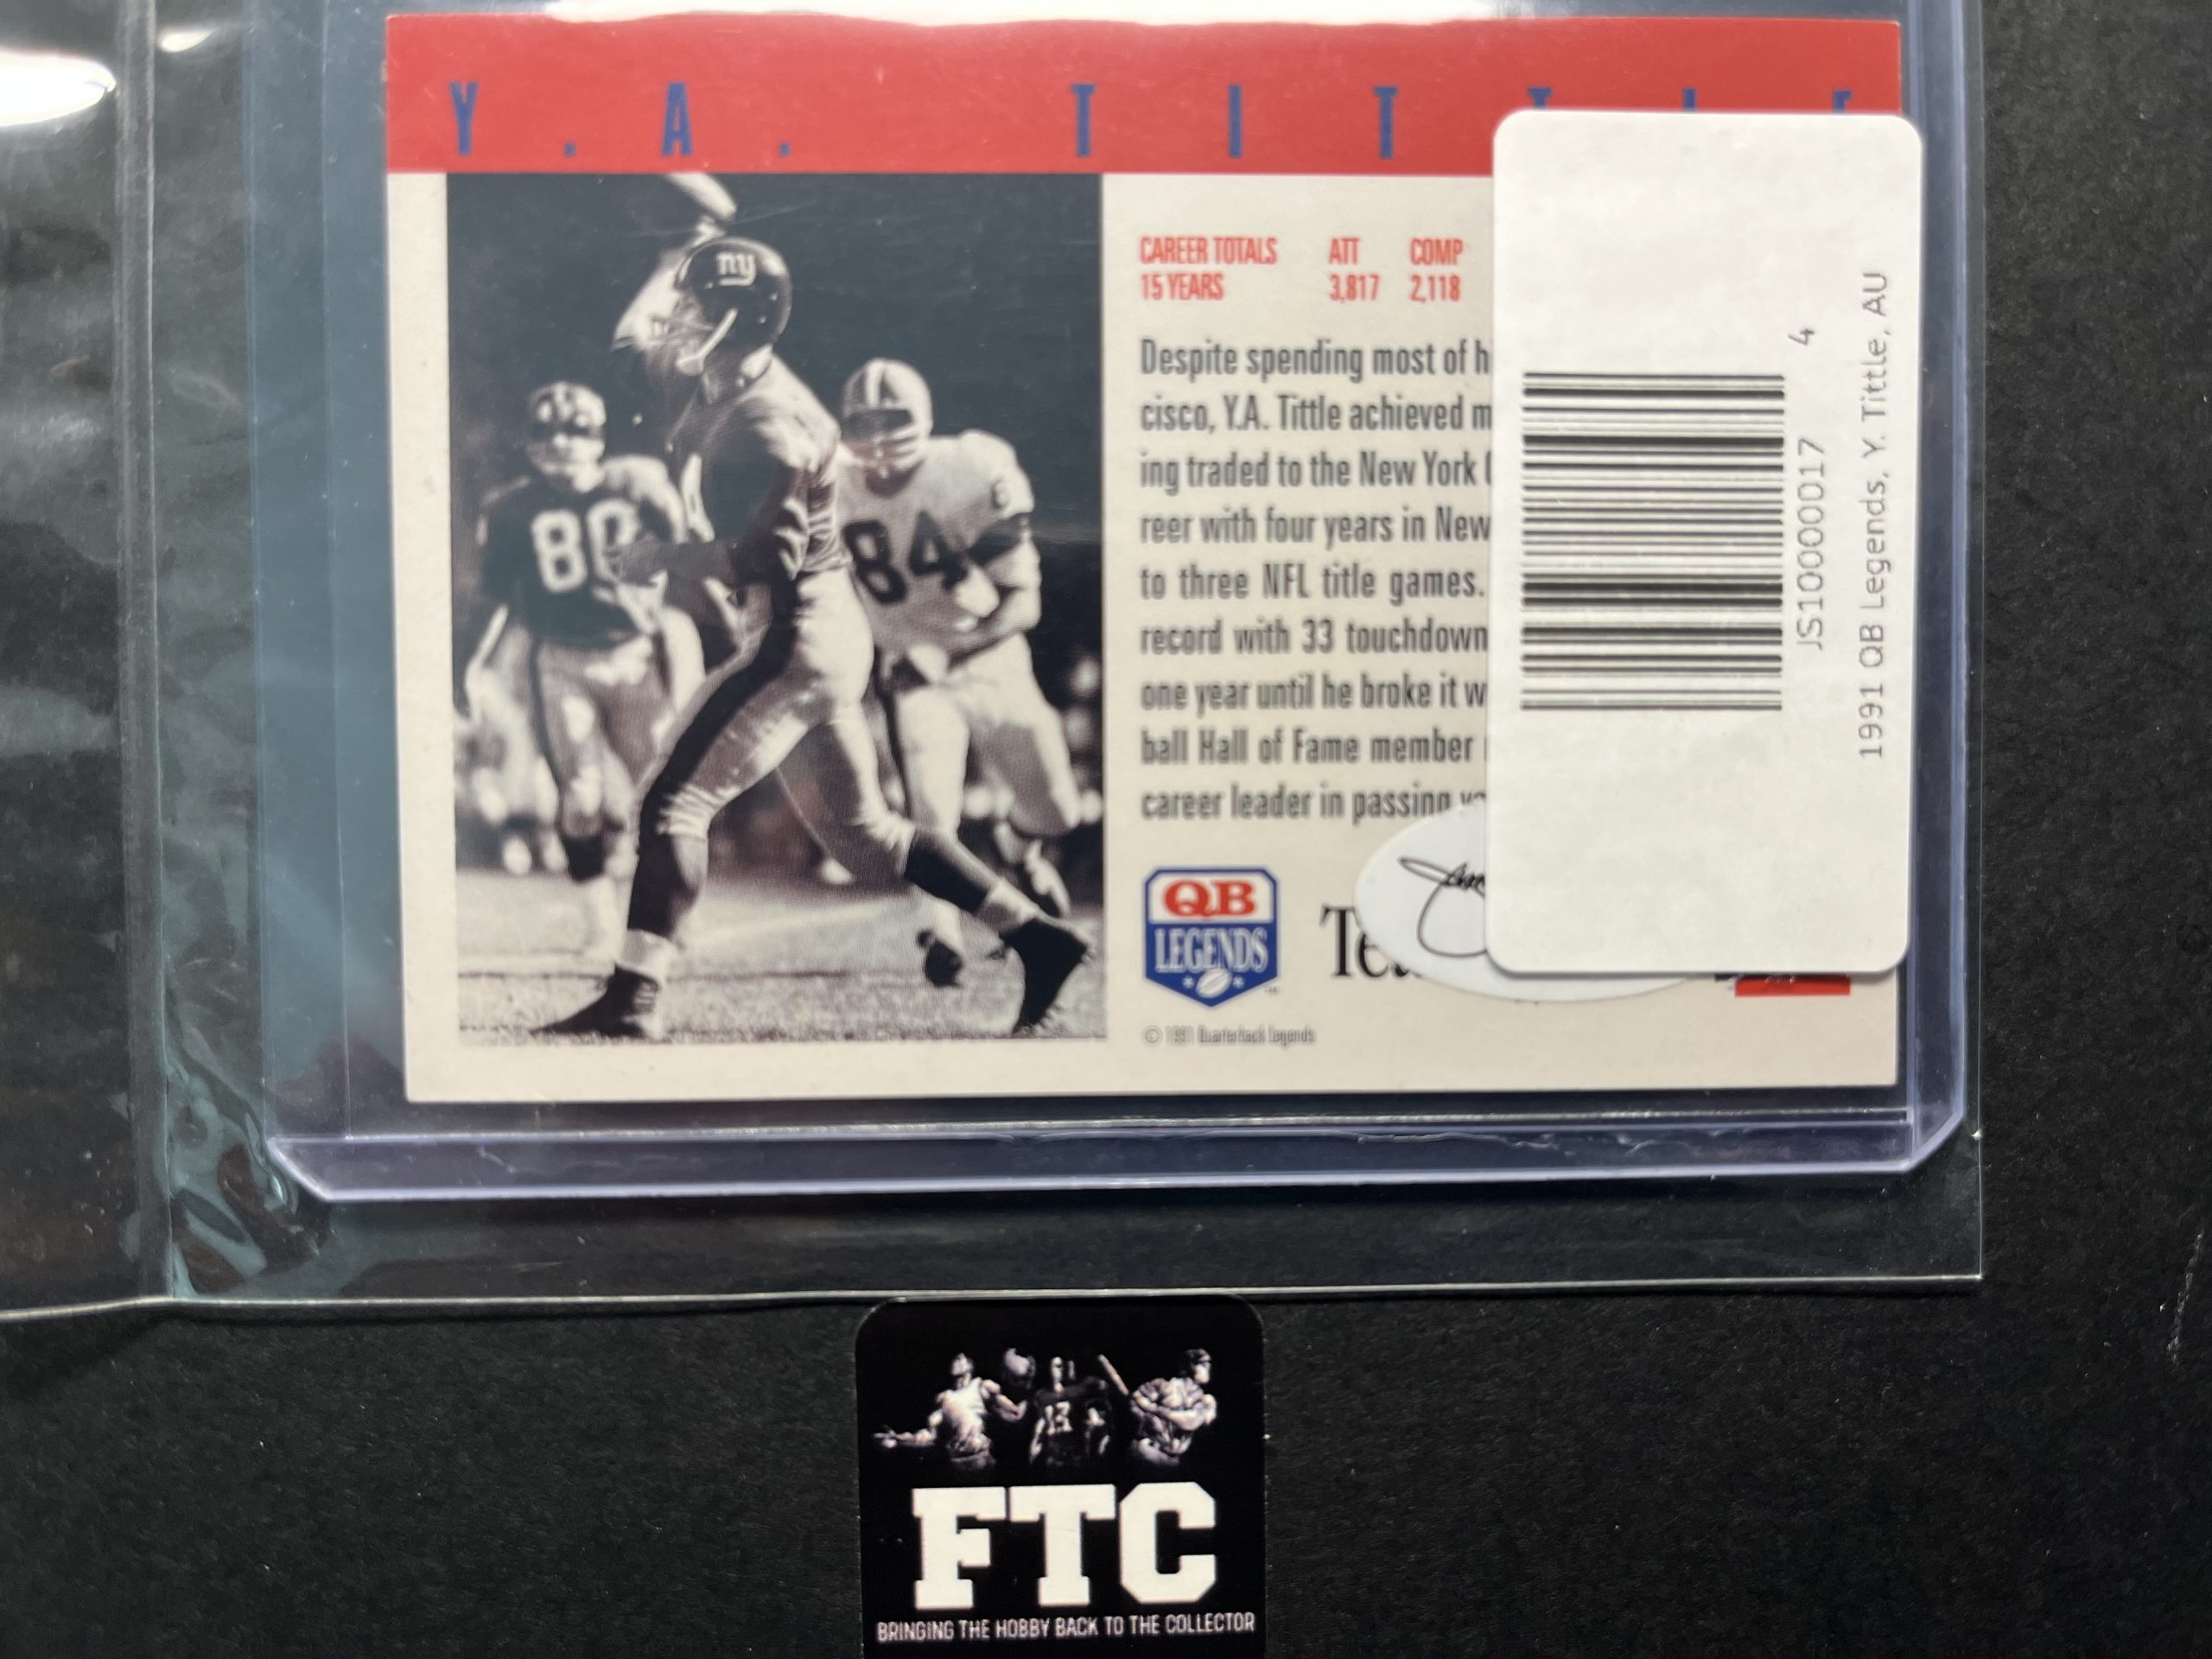 Y.A. TITTLE
ny
80
84
CAREER TOTALS ATT COMP
15 YEARS 3,817 2,118
Despite spending most of h
cisco, Y.A. Tittle achieved m
ing traded to the New York
reer with four years in New
to three NFL title games.
record with 33 touchdown
one year until he broke it w
ball Hall of Fame member
career leader in passing
QB
LEGENDS
© 1991 Quarterback Legends
4
JS10000017
1991 QB Legends, Y. Tittle, AU
13
FTC
BRINGING THE HOBBY BACK TO THE COLLECTOR